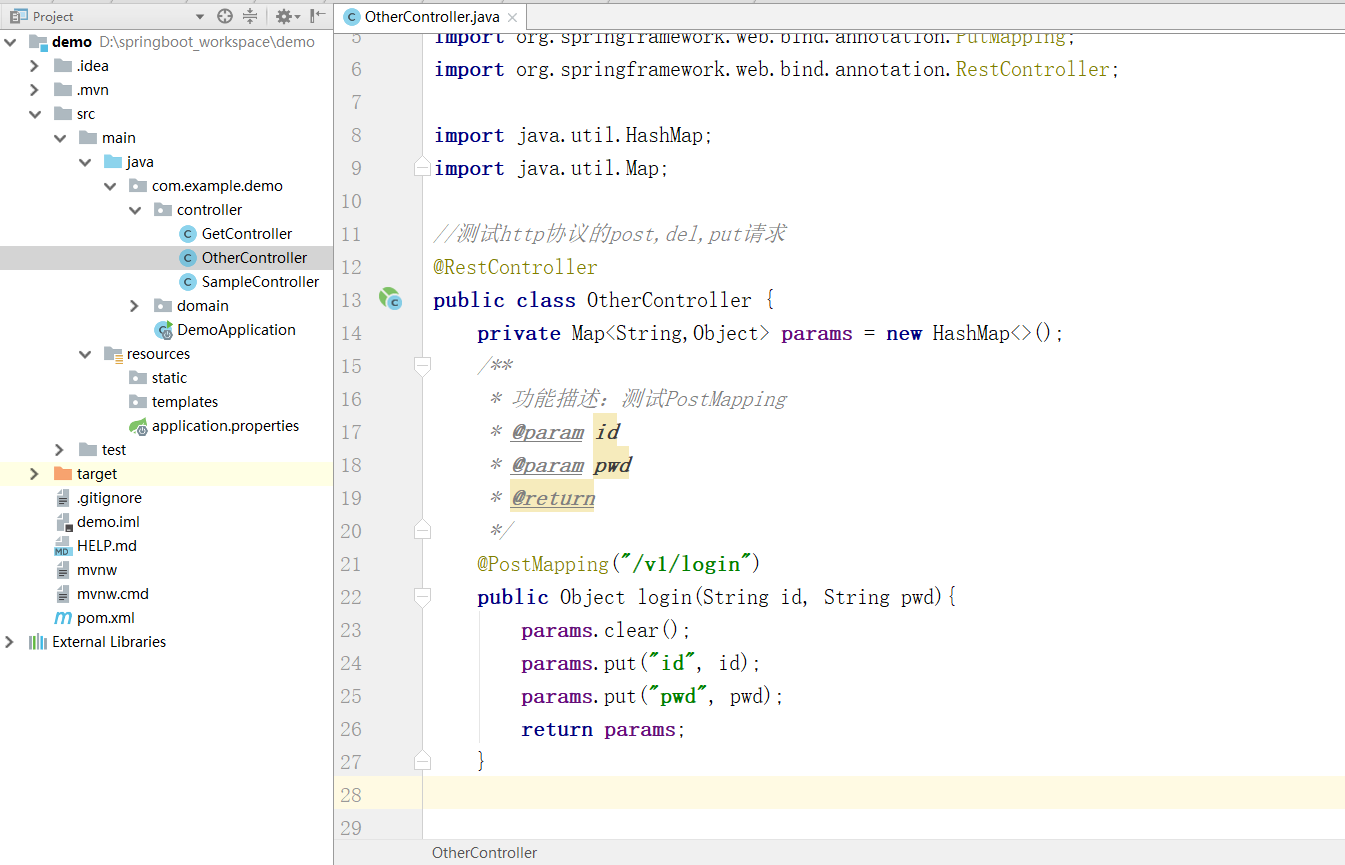 Project
demo D:\springboot_workspace\demo
.idea
.mvn
src
main
java
com.example.demo
controller
GetController
OtherController
SampleController
domain
DemoApplication
resources
static
templates
application.properties
test
target
.gitignore
demo.iml
HELP.md
mvnw
mvnw.cmd
pom.xml
External Libraries
OtherController.java
5 import org.springframework.web.bind.annotation.PutMapping;
6 import org.springframework.web.bind.annotation.RestController;
7
8 import java.util.HashMap;
9 import java.util.Map;
10
11 //测试http协议的post,del,put请求
12 @RestController
13 public class OtherController {
14 private Map<String,Object> params = new HashMap<>();
15 /**
16 * 功能描述：测试PostMapping
17 * @param id
18 * @param pwd
19 * @return
20 */
21 @PostMapping("/v1/login")
22 public Object login(String id, String pwd){
23 params.clear();
24 params.put("id", id);
25 params.put("pwd", pwd);
26 return params;
27 }
28
29
OtherController